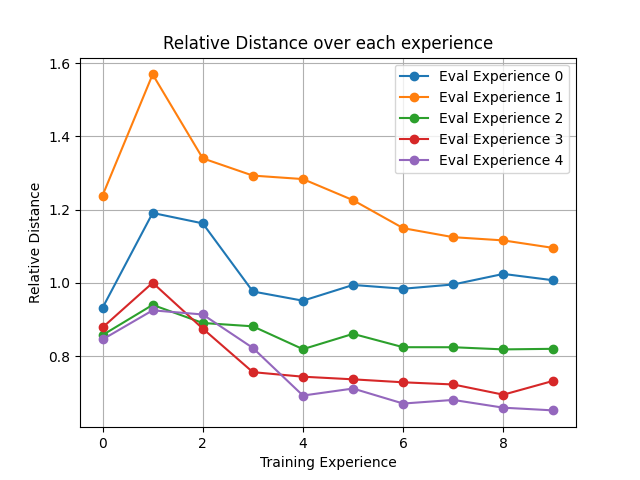 Relative Distance over each experience
1.6
1.4
1.2
1.0
0.8
Relative Distance
Eval Experience 0
Eval Experience 1
Eval Experience 2
Eval Experience 3
Eval Experience 4
0 2 4 6 8
Training Experience